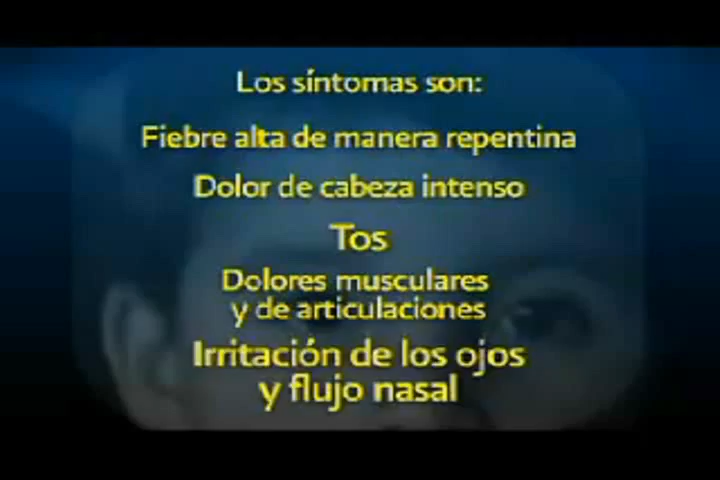 Los síntomas son:
Fiebre alta de manera repentina
Dolor de cabeza intenso
Tos
Dolores musculares
y de articulaciones
Irritación de los ojos
y flujo nasal